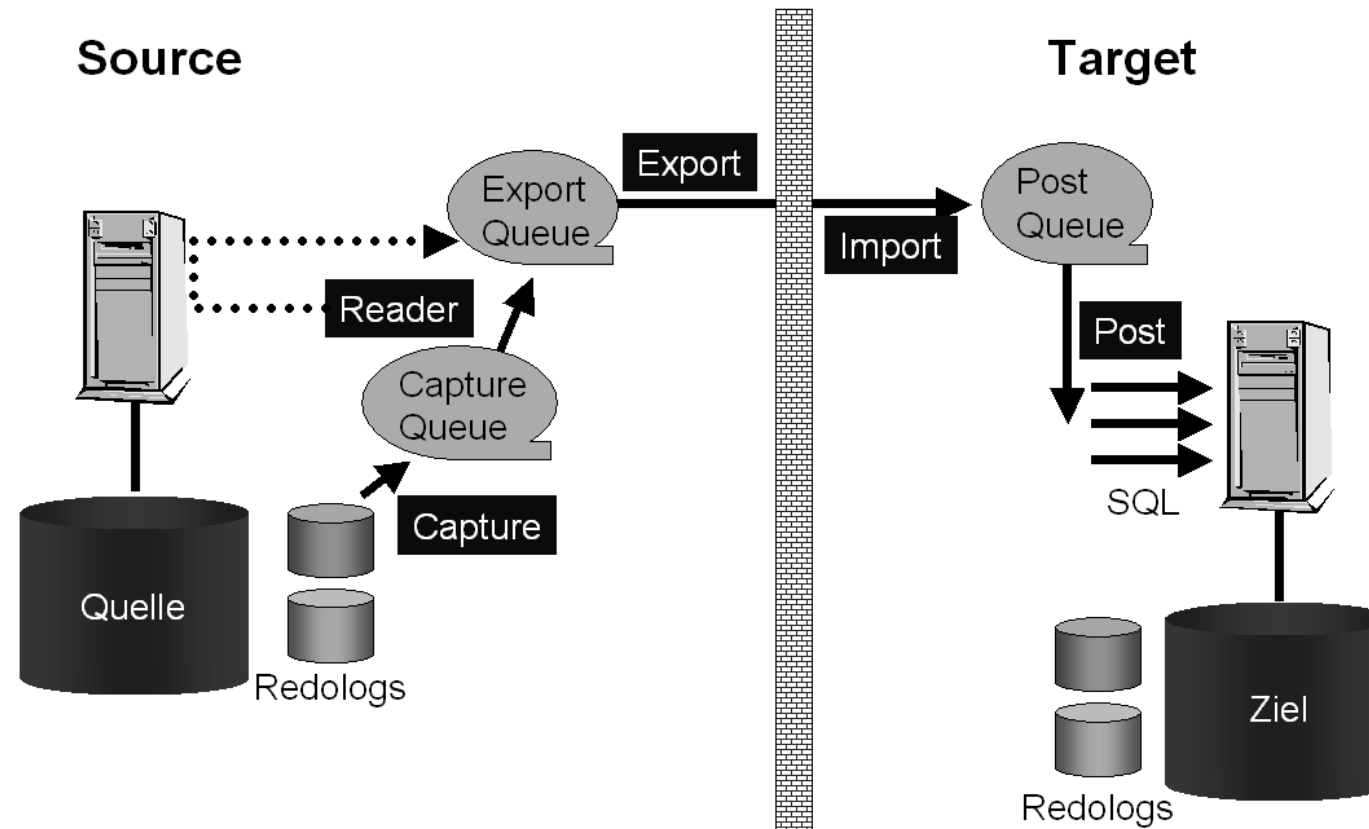 Source
Target
Export
Queue
Export
Import
Post
Queue
Reader
Post
Capture
Queue
Capture
SQL
Quelle
Redologs
Ziel
Redologs